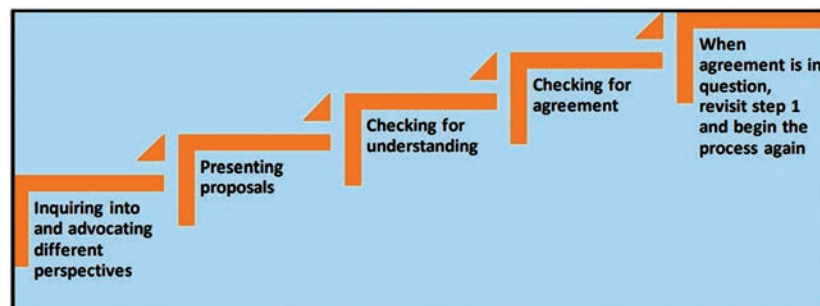 Inquiring into
and advocating
different
perspectives
Presenting
proposals
Checking for
understanding
Checking for
agreement
When
agreement is in
question,
revisit step 1
and begin the
process again